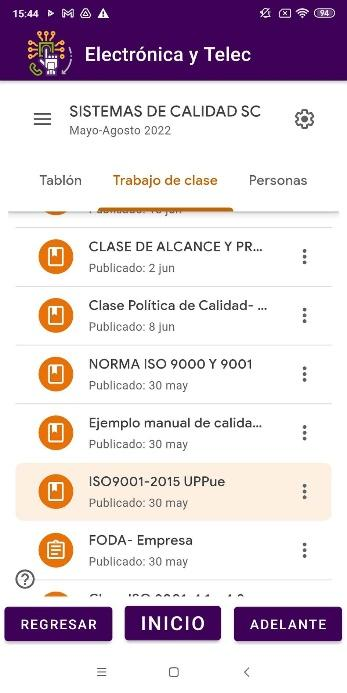 15:44
94
Electrónica y Telec
SISTEMAS DE CALIDAD SC
Mayo-Agosto 2022
Tablón
Trabajo de clase
Personas
CLASE DE ALCANCE Y PR...
Publicado: 2 jun
Clase Política de Calidad- ...
Publicado: 8 jun
NORMA ISO 9000 Y 9001
Publicado: 30 may
Ejemplo manual de calida...
Publicado: 30 may
ISO9001-2015 UPPue
Publicado: 30 may
FODA- Empresa
Publicado: 30 may
REGRESAR
INICIO
ADELANTE